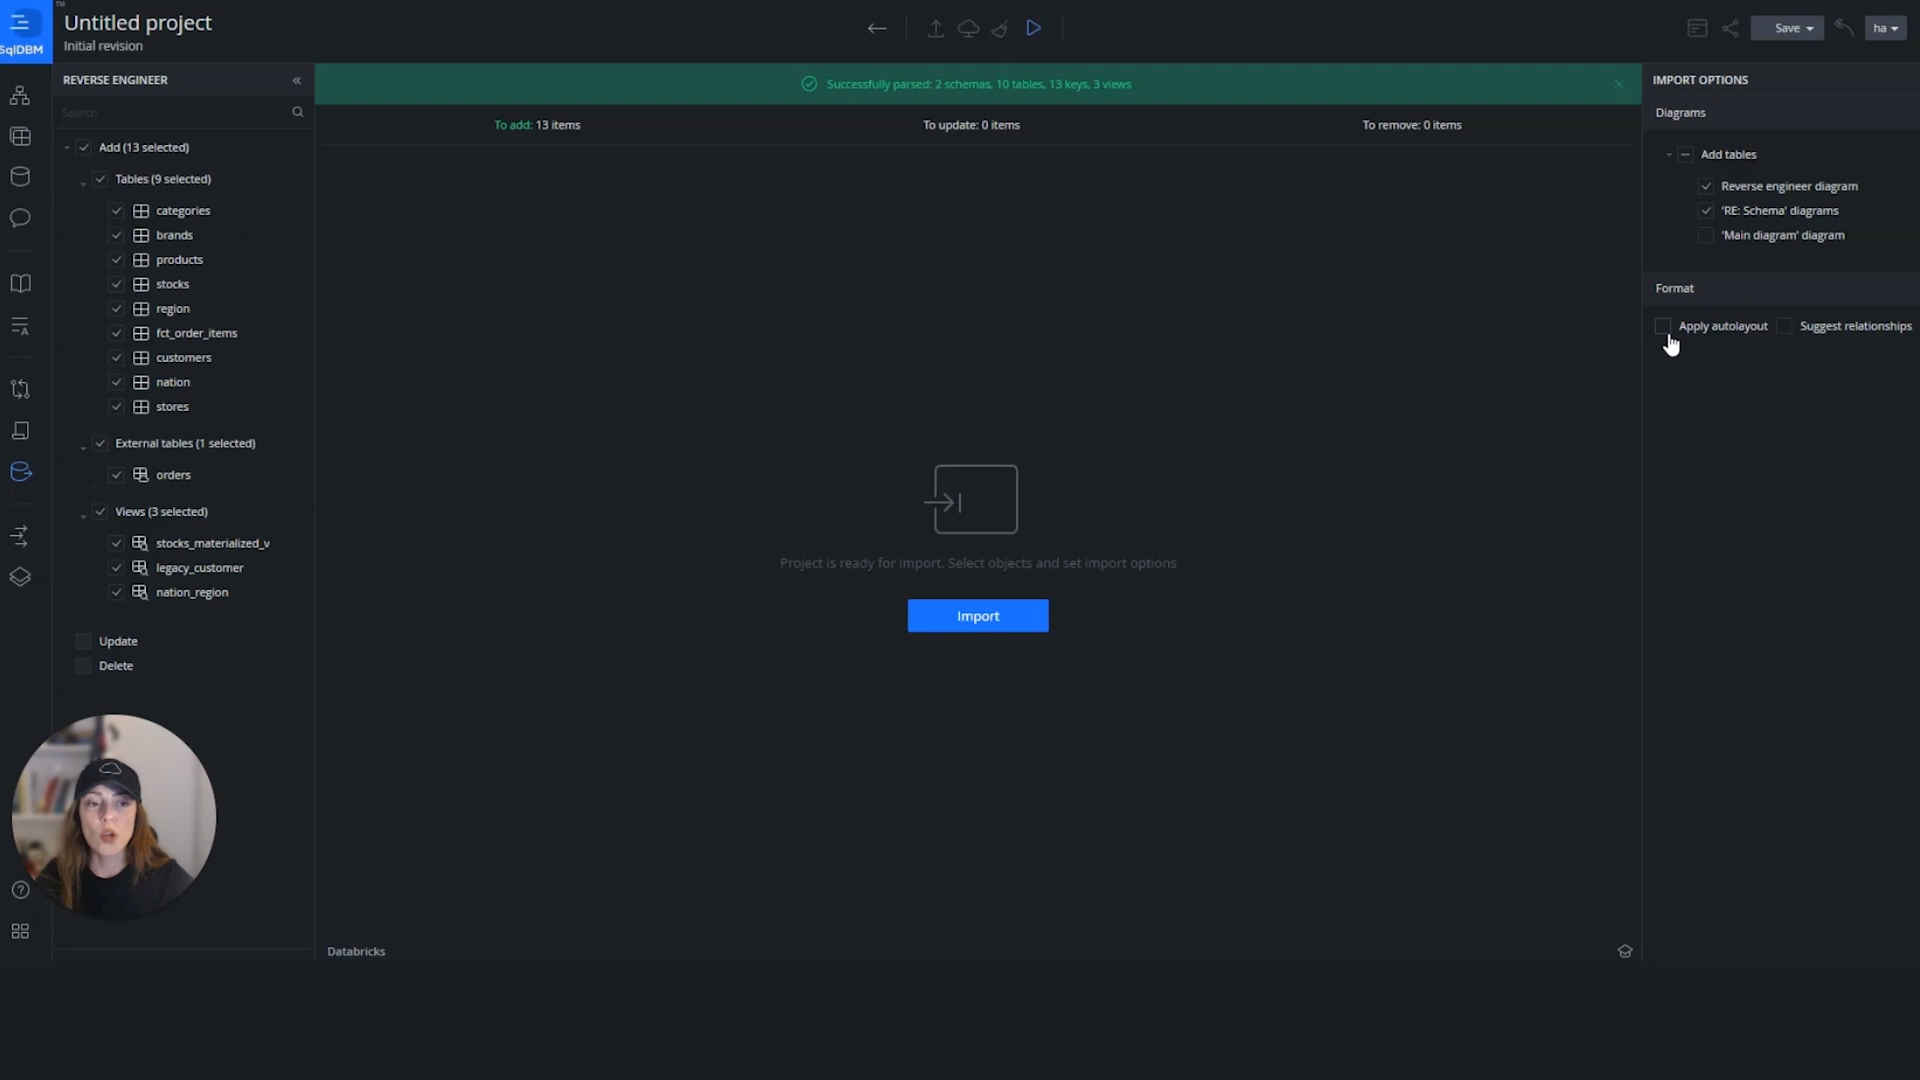 TM
SqlDBM
Untitled project
Initial revision
Save
ha
REVERSE ENGINEER
Search
Add (13 selected)
Tables (9 selected)
categories
brands
products
stocks
region
fct_order_items
customers
nation
stores
External tables (1 selected)
orders
Views (3 selected)
stocks_materialized_v
legacy_customer
nation_region
Update
Delete
Successfully parsed: 2 schemas, 10 tables, 13 keys, 3 views
To add: 13 items
To update: 0 items
To remove: 0 items
Project is ready for import. Select objects and set import options
Import
Databricks
IMPORT OPTIONS
Diagrams
Add tables
Reverse engineer diagram
'RE: Schema' diagrams
'Main diagram' diagram
Format
Apply autolayout
Suggest relationships